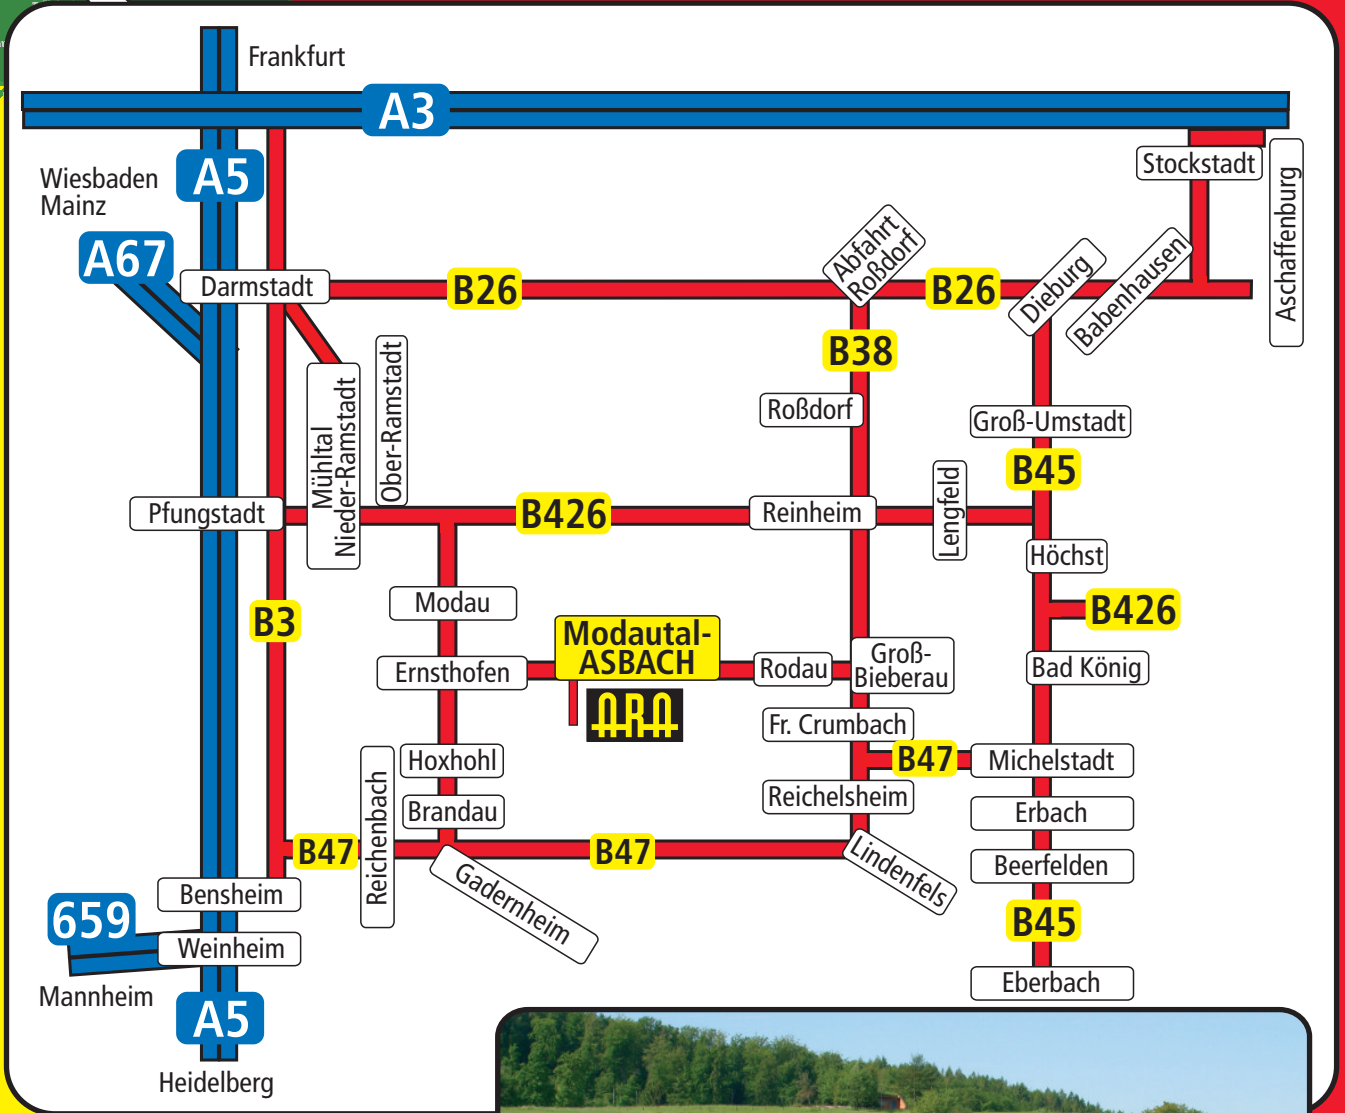 Frankfurt
A3
A5
Wiesbaden
Mainz
A67
Stockstadt
Aschaffenburg
Darmstadt
B26
Abfahrt
Roßdorf
B26
Dieburg
Babenhausen
B38
Mühltal
Nieder-Ramstadt
Ober-Ramstadt
Roßdorf
Groß-Umstadt
B45
Pfungstadt
B426
Reinheim
Lengfeld
Höchst
B3
Modau
B426
Modautal-
ASBACH
Ernsthofen
Rodau
Groß-
Bieberau
Bad König
ARA
Fr. Crumbach
Hoxhohl
B47
Michelstadt
Reichenbach
Brandau
Reichelsheim
Erbach
B47
B47
Lindenfels
Beerfelden
Gadernheim
Bensheim
659
Weinheim
B45
Mannheim
Eberbach
A5
Heidelberg